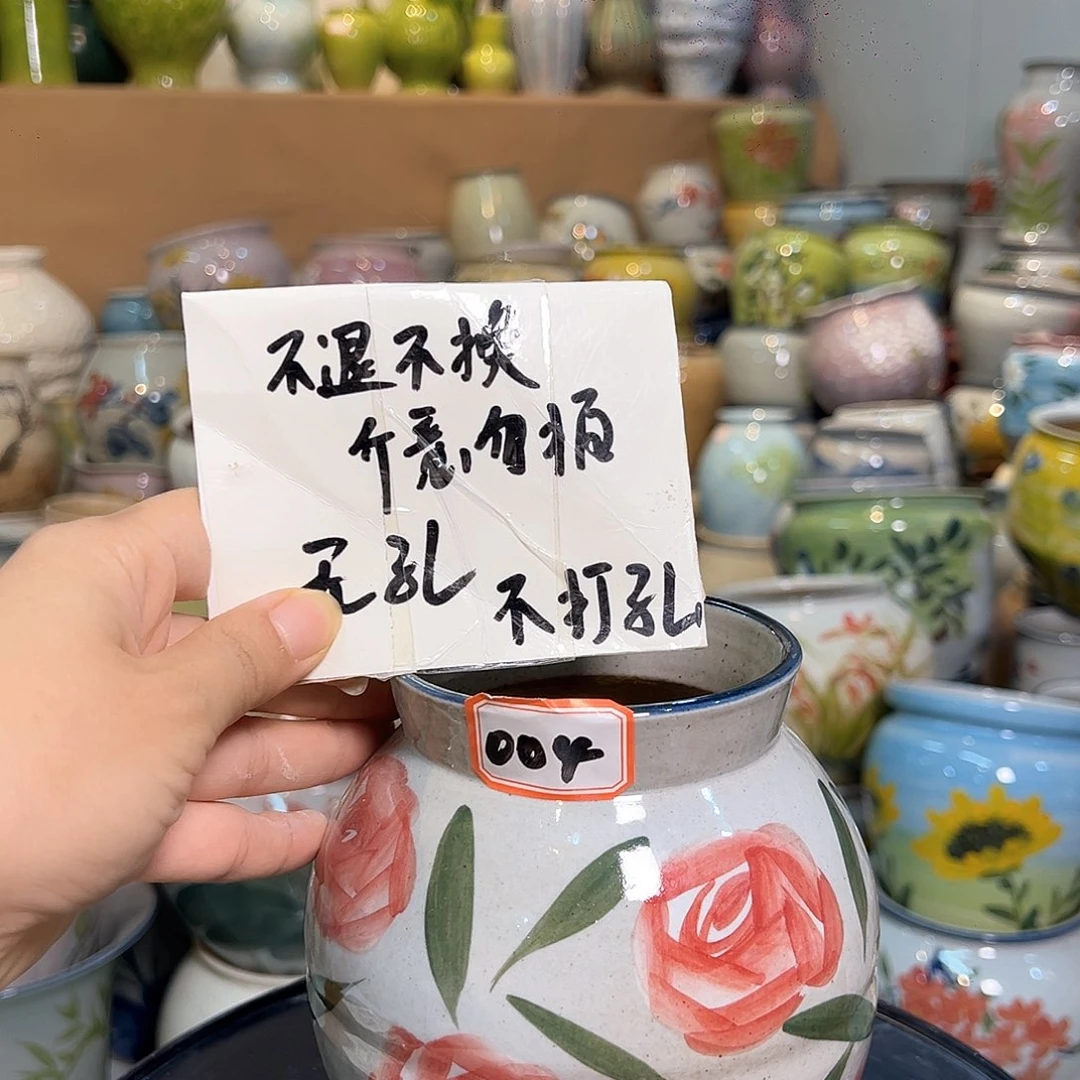 不退不换
介意勿拍
无孔 不打孔
004